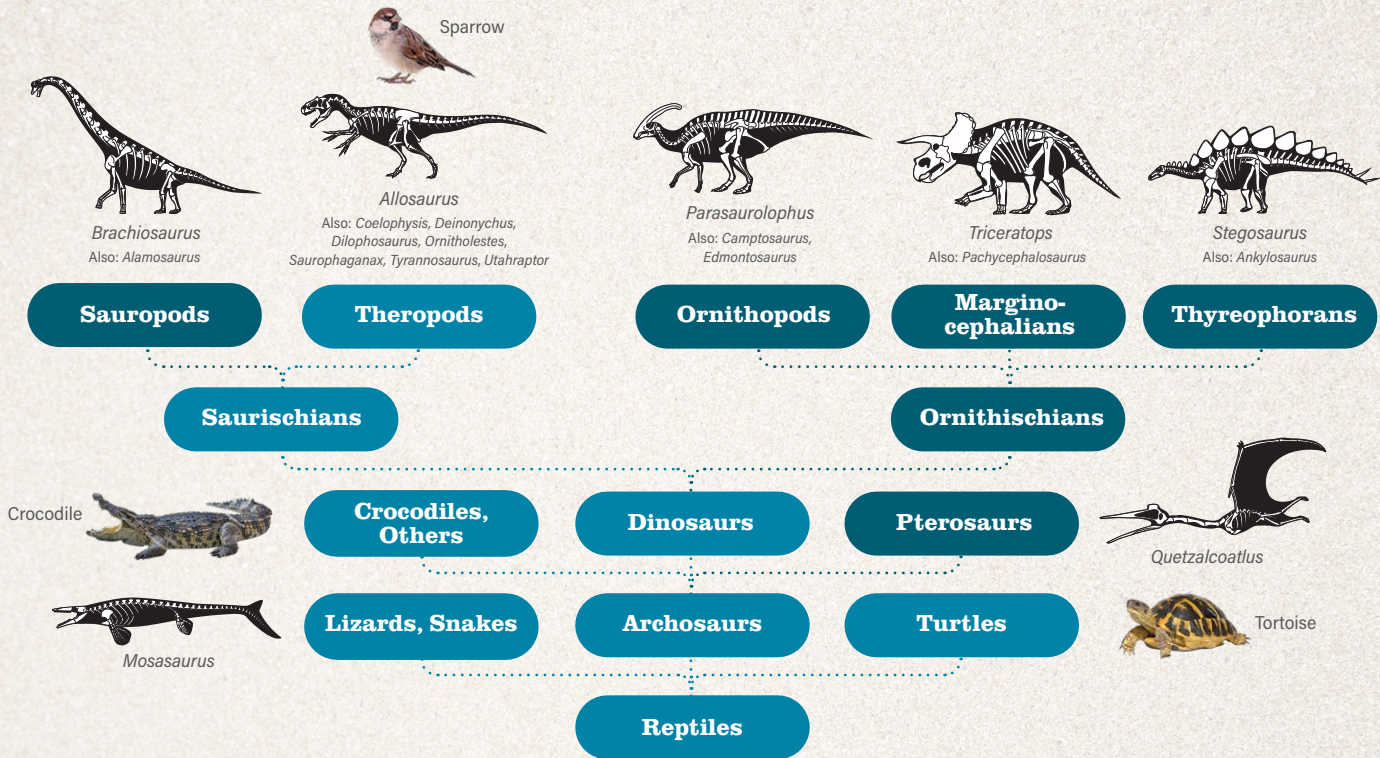 Sparrow
Brachiosaurus
Also: Alamosaurus
Allosaurus
Also: Coelophysis, Deinonychus,
Dilophosaurus, Ornitholestes,
Saurophaganax, Tyrannosaurus, Utahraptor
Parasaurolophus
Also: Camptosaurus,
Edmontosaurus
Triceratops
Also: Pachycephalosaurus
Stegosaurus
Also: Ankylosaurus
Sauropods
Theropods
Ornithopods
Margino-
cephalians
Thyreophorans
Saurischians
Ornithischians
Crocodile
Crocodiles,
Others
Dinosaurs
Pterosaurs
Quetzalcoatlus
Mosasaurus
Lizards, Snakes
Archosaurs
Turtles
Tortoise
Reptiles